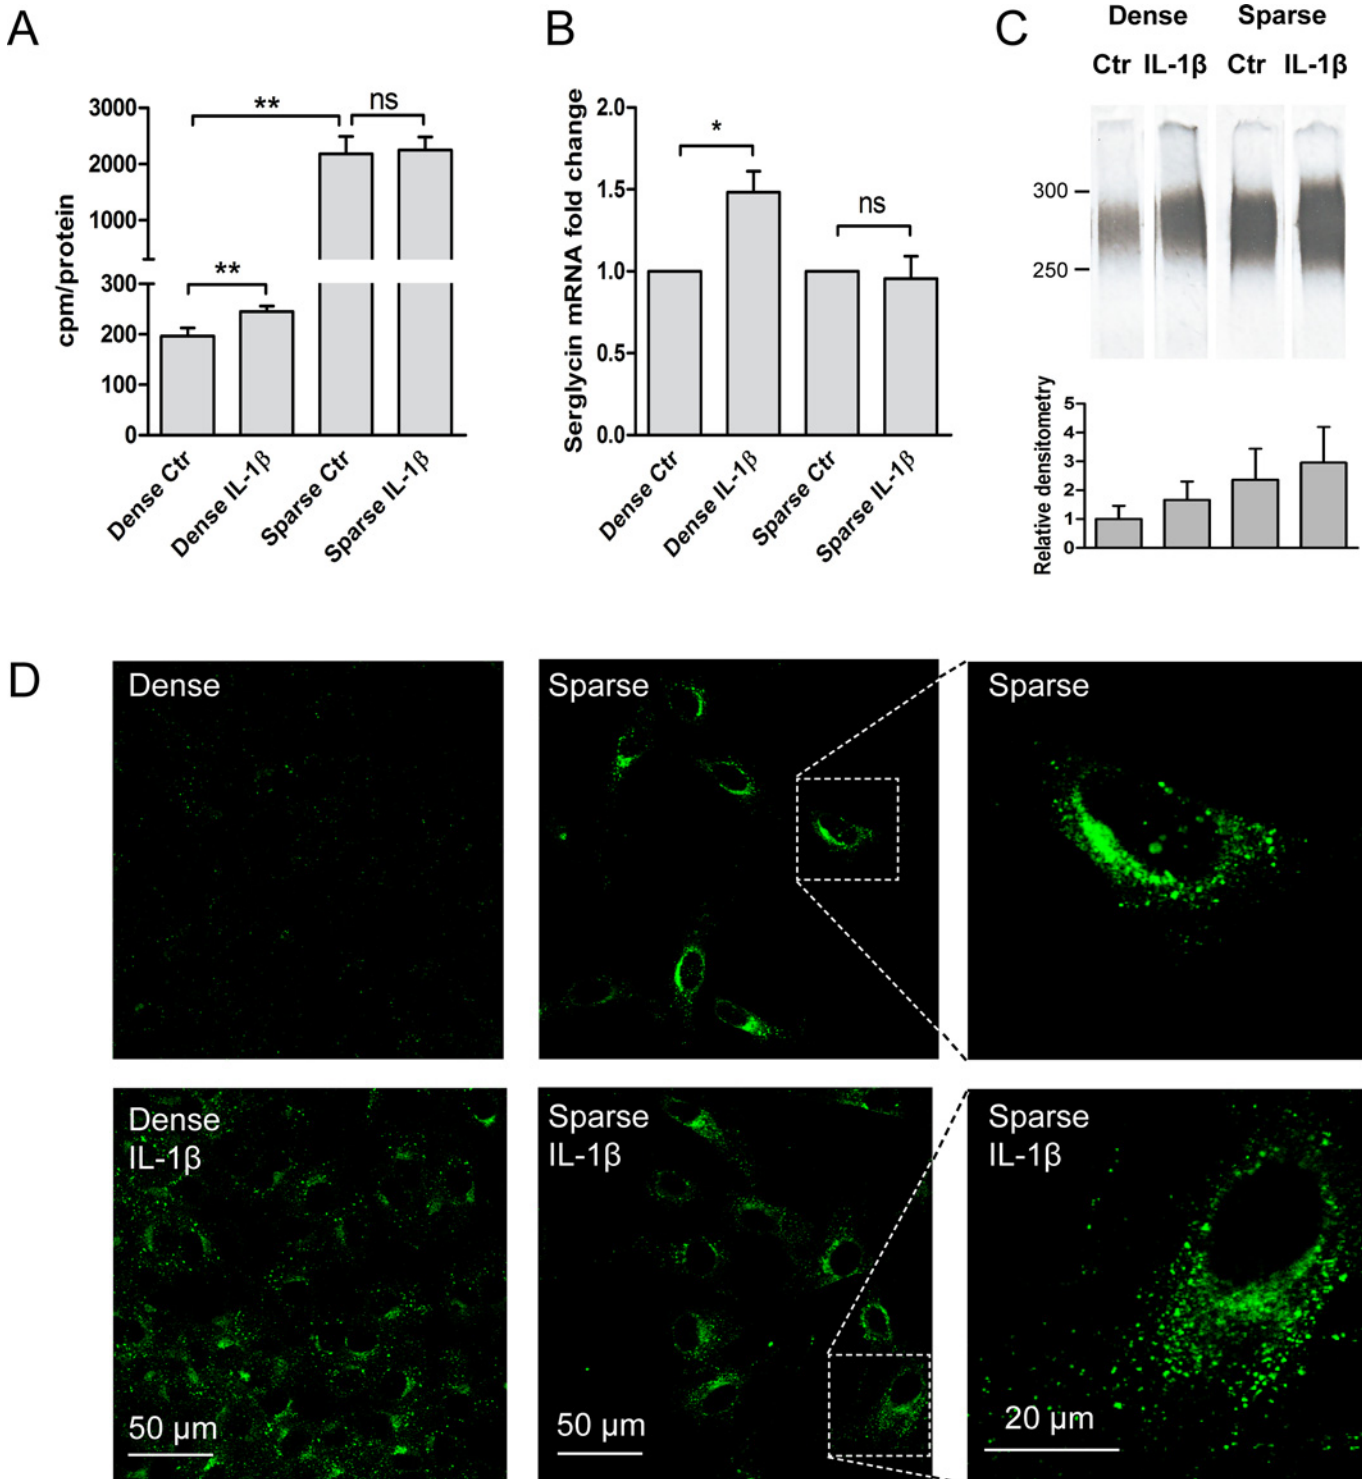 A
3000
2000
1000
300
200
100
0
cpm/protein
**
**
ns
Dense Ctr
Dense IL-1β
Sparse Ctr
Sparse IL-1β
B
2.0
1.5
1.0
0.5
0.0
Serglycin mRNA fold change
*
ns
Dense Ctr
Dense IL-1β
Sparse Ctr
Sparse IL-1β
C
Dense Sparse
Ctr IL-1β Ctr IL-1β
300
250
5
4
3
2
1
0
Relative densitometry
D
Dense
Sparse
Sparse
Dense
IL-1β
50 μm
Sparse
IL-1β
50 μm
Sparse
IL-1β
20 μm